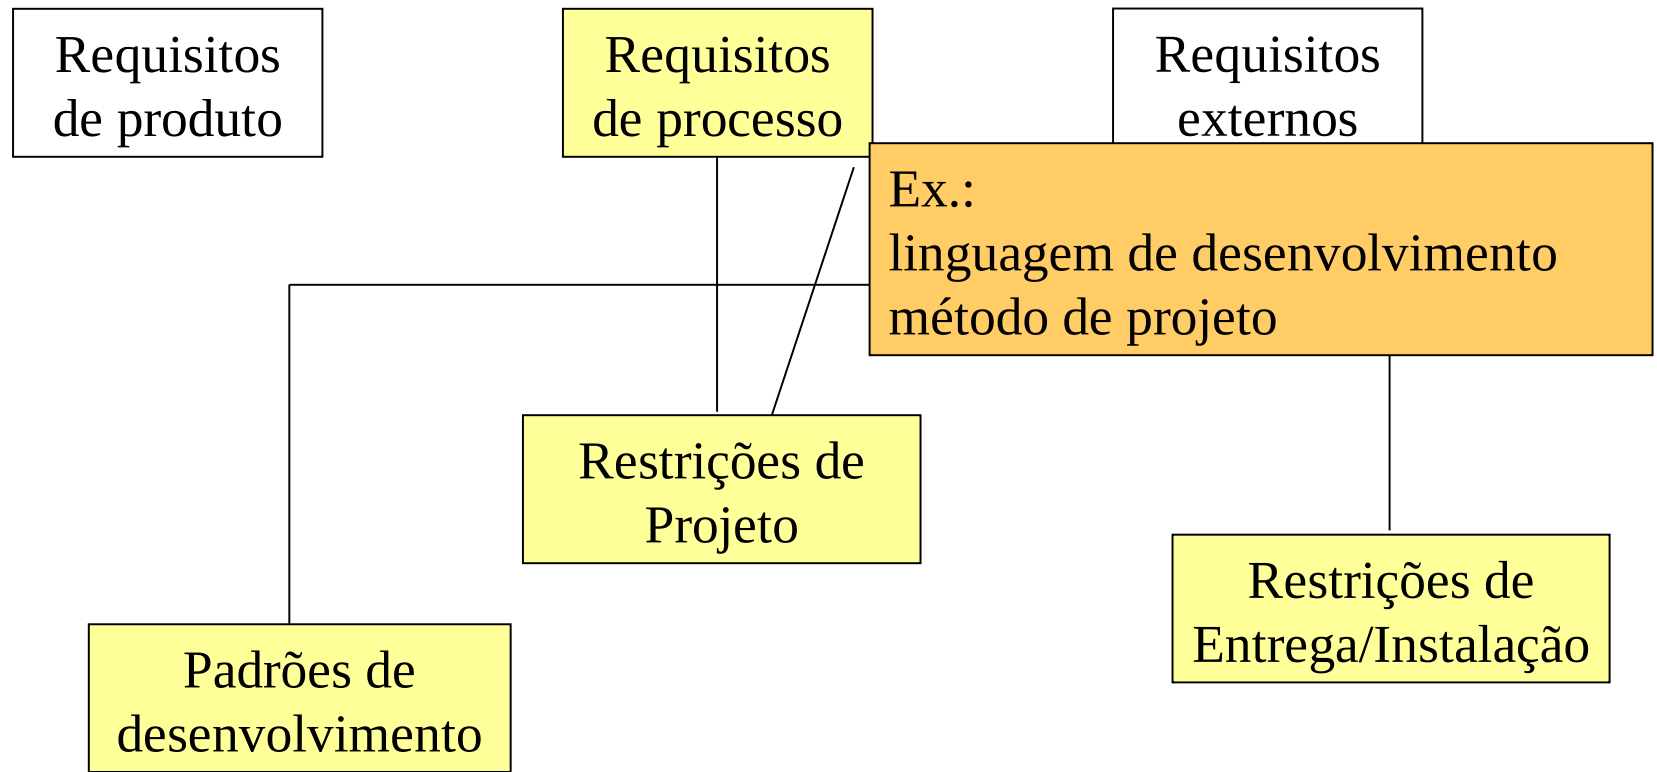 Requisitos
de produto
Requisitos
de processo
Requisitos
externos
Ex.:
linguagem de desenvolvimento
método de projeto
Restrições de
Projeto
Restrições de
Entrega/Instalação
Padrões de
desenvolvimento